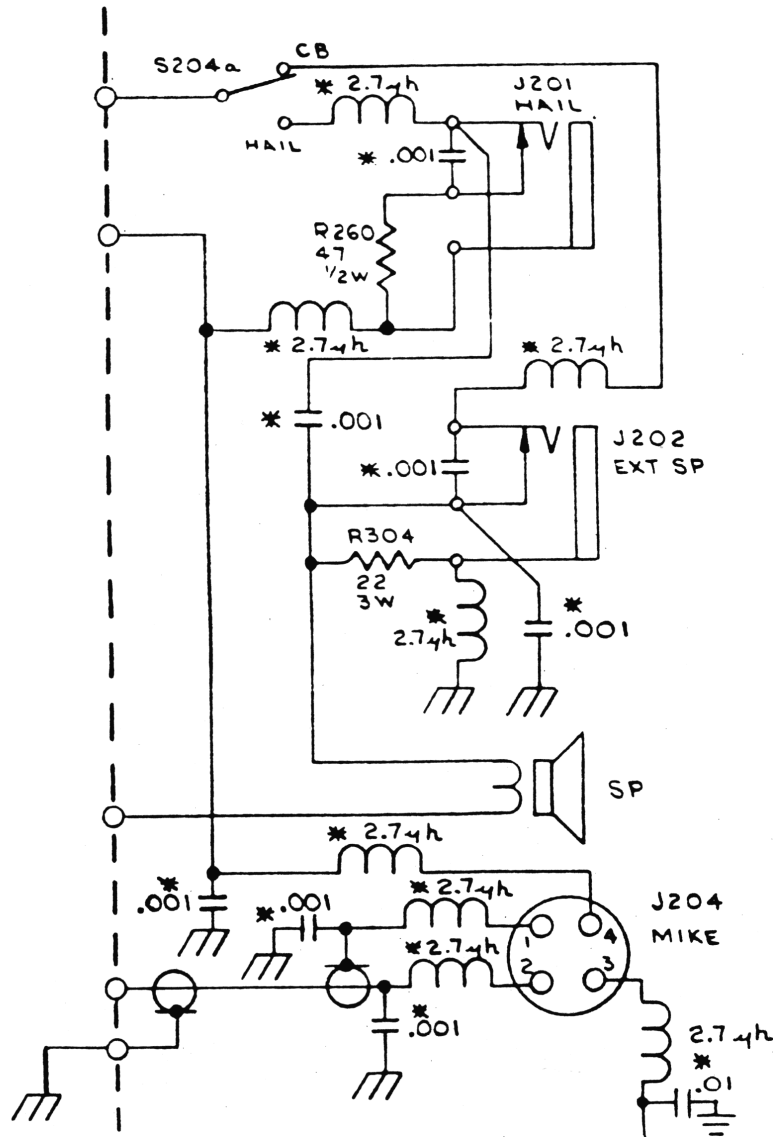 CB
S204a
* 2.7μh
J201
HAIL
HAIL
* .001
R260
47
1/2W
* 2.7μh
* 2.7μh
* .001
J202
EXT SP
* .001
R304
22
3W
*
2.7μh
*
.001
SP
* 2.7μh
*
.001
* .001
* 2.7μh
J204
MIKE
1
4
* 2.7μh
2
3
*
.001
2.7μh
*
.01